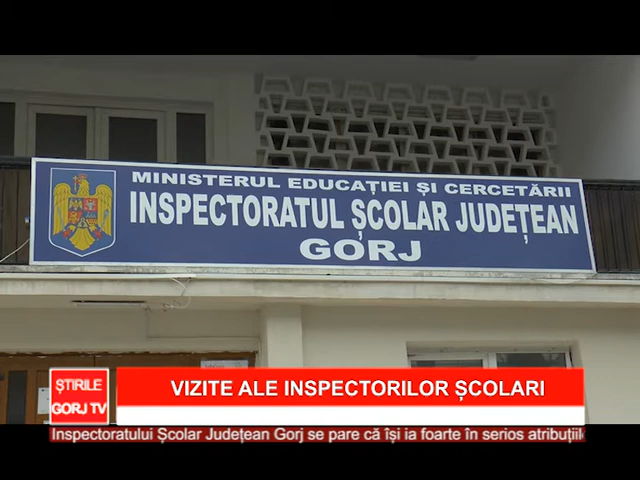 MINISTERUL EDUCAȚIEI ȘI CERCETĂRII
INSPECTORATUL ȘCOLAR JUDEȚEAN
GORJ
ȘTIRILE
GORJ TV
VIZITE ALE INSPECTORILOR ȘCOLARI
Inspectoratului Școlar Județean Gorj se pare că își ia foarte în serios